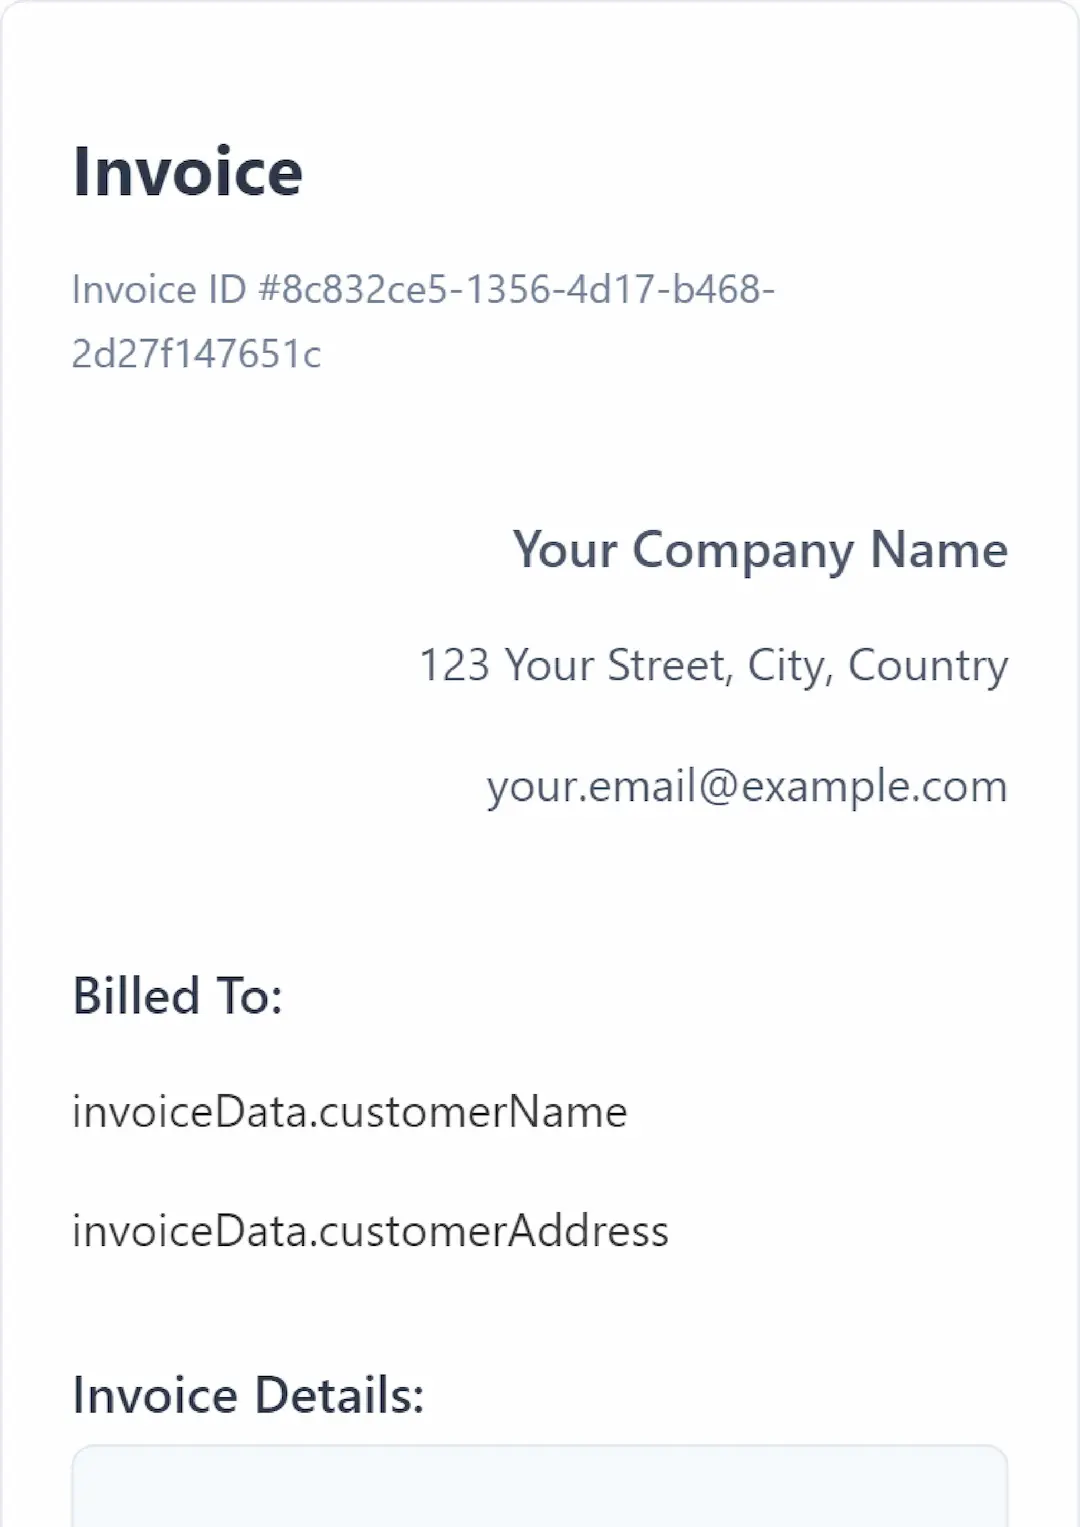 Invoice
Invoice ID #8c832ce5-1356-4d17-b468-
2d27f147651c
Your Company Name
123 Your Street, City, Country
your.email@example.com
Billed To:
invoiceData.customerName
invoiceData.customerAddress
Invoice Details: